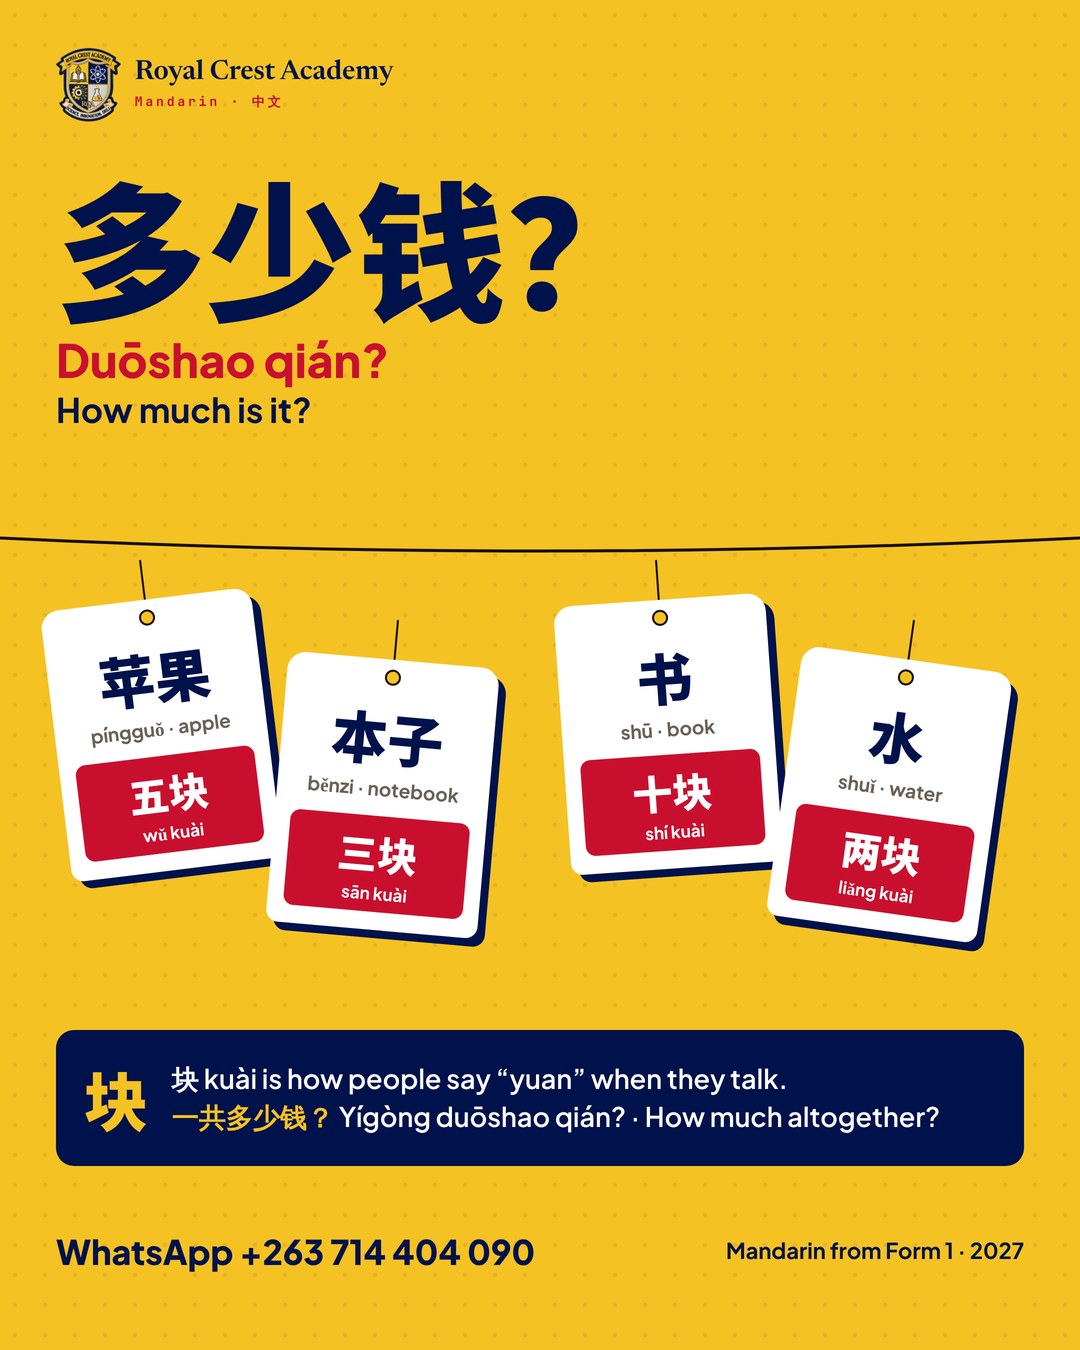 Royal Crest Academy
Mandarin · 中文
多少钱?
Duōshao qián?
How much is it?
苹果
píngguǒ · apple
五块
wǔ kuài
本子
běnzi · notebook
三块
sān kuài
书
shū · book
十块
shí kuài
水
shuǐ · water
两块
liǎng kuài
块
块 kuài is how people say “yuan” when they talk.
一共多少钱？ Yígòng duōshao qián? · How much altogether?
WhatsApp +263 714 404 090
Mandarin from Form 1 · 2027